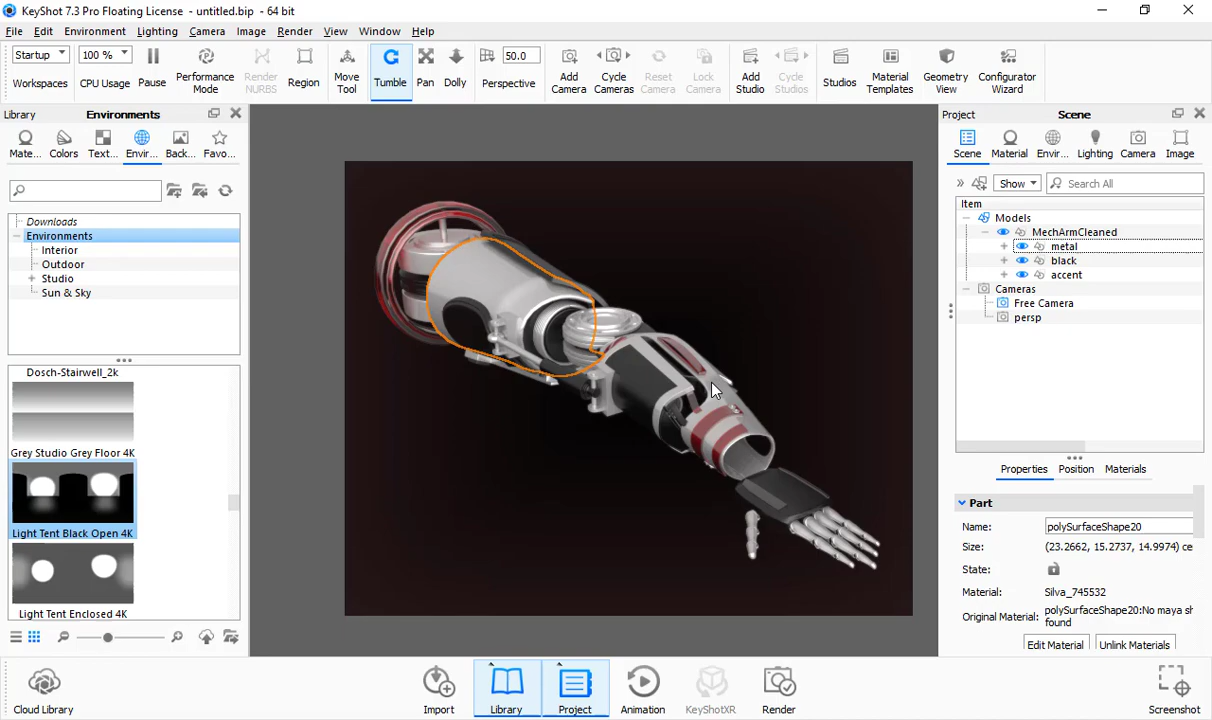 KeyShot 7.3 Pro Floating License - untitled.bip - 64 bit
File Edit Environment Lighting Camera Image Render View Window Help
Startup 100 % 50.0
Workspaces CPU Usage Pause Performance Mode Render NURBS Region Move Tool Tumble Pan Dolly Perspective Add Camera Cycle Cameras Reset Camera Lock Camera Add Studio Cycle Studios Studios Material Templates Geometry View Configurator Wizard
Library Environments
Mate... Colors Text... Envir... Back... Favo...
Downloads
Environments
Interior
Outdoor
Studio
Sun & Sky
Dosch-Stairwell_2k
Grey Studio Grey Floor 4K
Light Tent Black Open 4K
Light Tent Enclosed 4K
Project Scene
Scene Material Envir... Lighting Camera Image
» Show Search All
Item
Models
MechArmCleaned
metal
black
accent
Cameras
Free Camera
persp
Properties Position Materials
Part
Name: polySurfaceShape20
Size: (23.2662, 15.2737, 14.9974) ce
State:
Material: Silva_745532
Original Material: polySurfaceShape20:No maya sh
found
Edit Material Unlink Materials
Cloud Library Import Library Project Animation KeyShotXR Render Screenshot